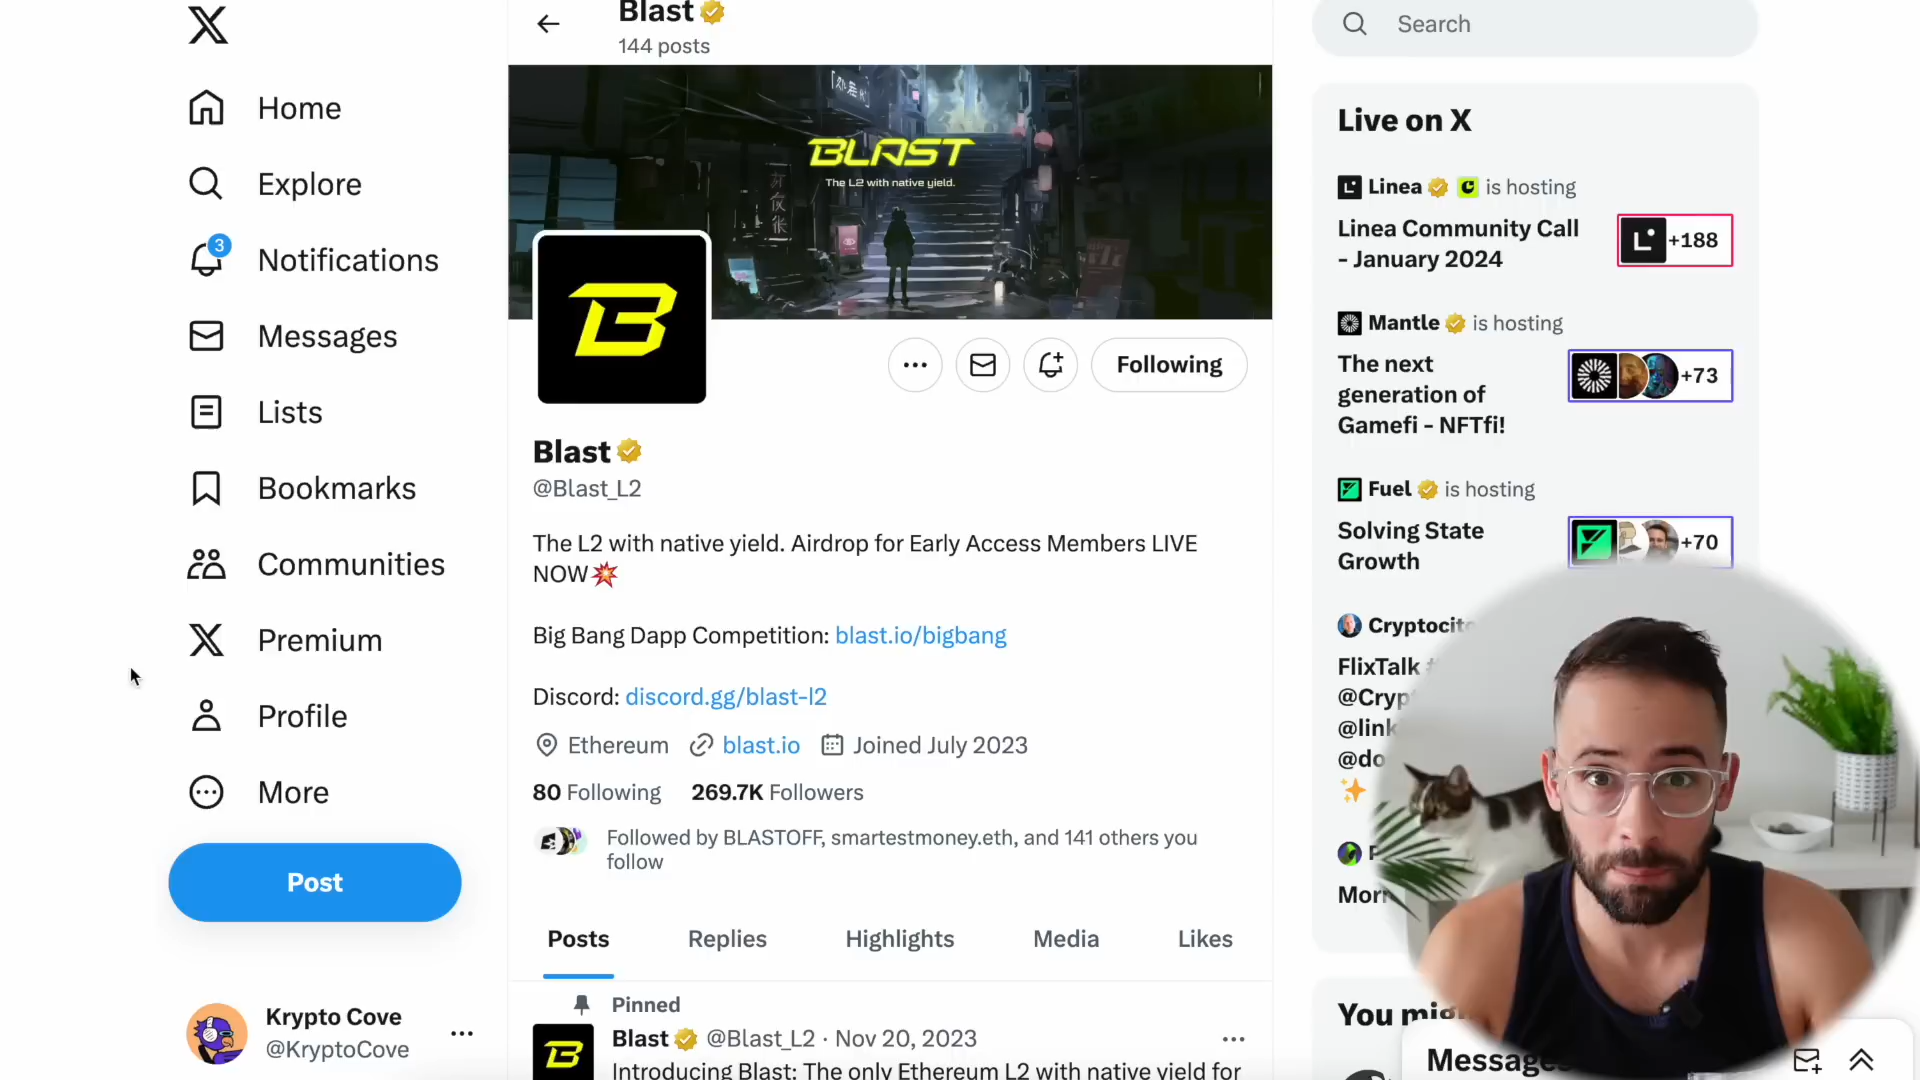 Home
Explore
3
Notifications
Messages
Lists
Bookmarks
Communities
Premium
Profile
More
Post
Krypto Cove
@KryptoCove
Blast
144 posts
BLAST
The L2 with native yield.
Following
Blast
@Blast_L2
The L2 with native yield. Airdrop for Early Access Members LIVE
NOW💥
Big Bang Dapp Competition: blast.io/bigbang
Discord: discord.gg/blast-l2
Ethereum blast.io Joined July 2023
80 Following 269.7K Followers
Followed by BLASTOFF, smartestmoney.eth, and 141 others you
follow
Posts Replies Highlights Media Likes
Pinned
Blast @Blast_L2 · Nov 20, 2023
Introducing Blast: The only Ethereum L2 with native yield for
Search
Live on X
Linea is hosting
Linea Community Call
- January 2024
+188
Mantle is hosting
The next
generation of
Gamefi - NFTfi!
+73
Fuel is hosting
Solving State
Growth
+70
FlixTalk
Messages